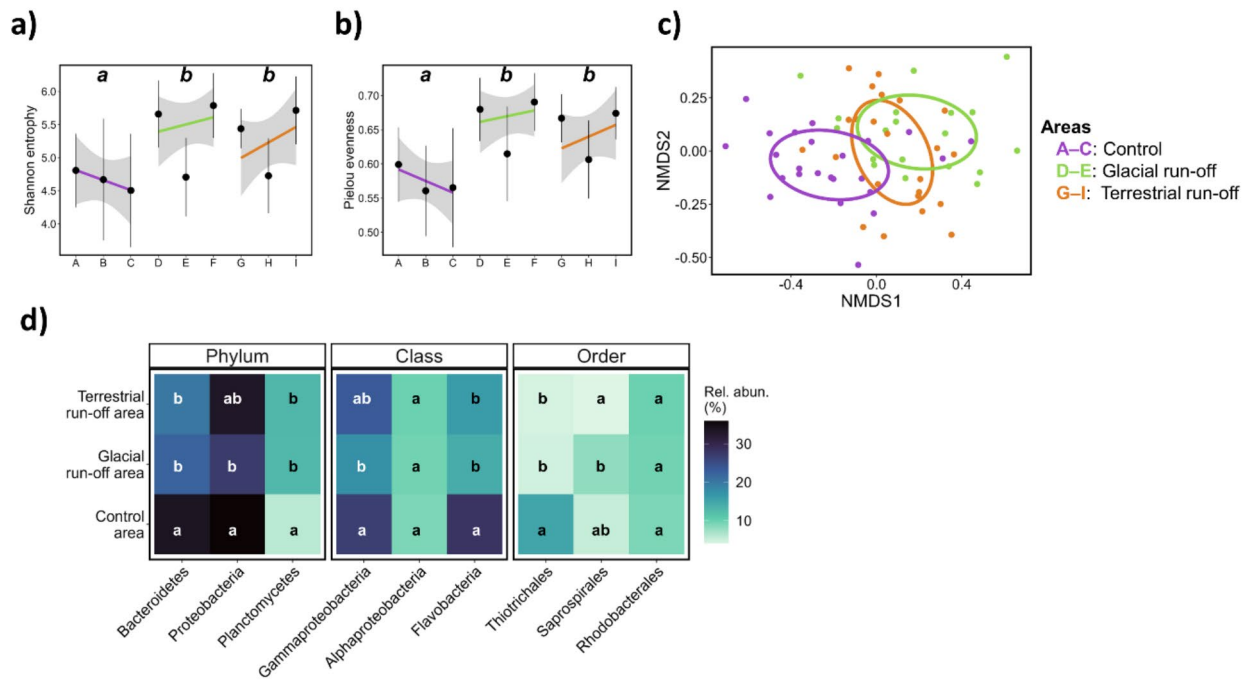 a)
b)
c)
a b b
Shannon entrophy
6.0
5.5
5.0
4.5
4.0
A B C D E F G H I
a b b
Pielou evenness
0.70
0.65
0.60
0.55
0.50
A B C D E F G H I
NMDS2
0.25
0.00
-0.25
-0.50
-0.4 0.0 0.4
NMDS1
Areas
A–C: Control
D–E: Glacial run-off
G–I: Terrestrial run-off
d)
Phylum Class Order
Terrestrial
run-off area
b ab b ab a b b a a
Glacial
run-off area
b b b b a b b b a
Control
area
a a a a a a a ab a
Bacteroidetes
Proteobacteria
Planctomycetes
Gammaproteobacteria
Alphaproteobacteria
Flavobacteria
Thiotrichales
Saprospirales
Rhodobacterales
Rel. abun.
(%)
30
20
10